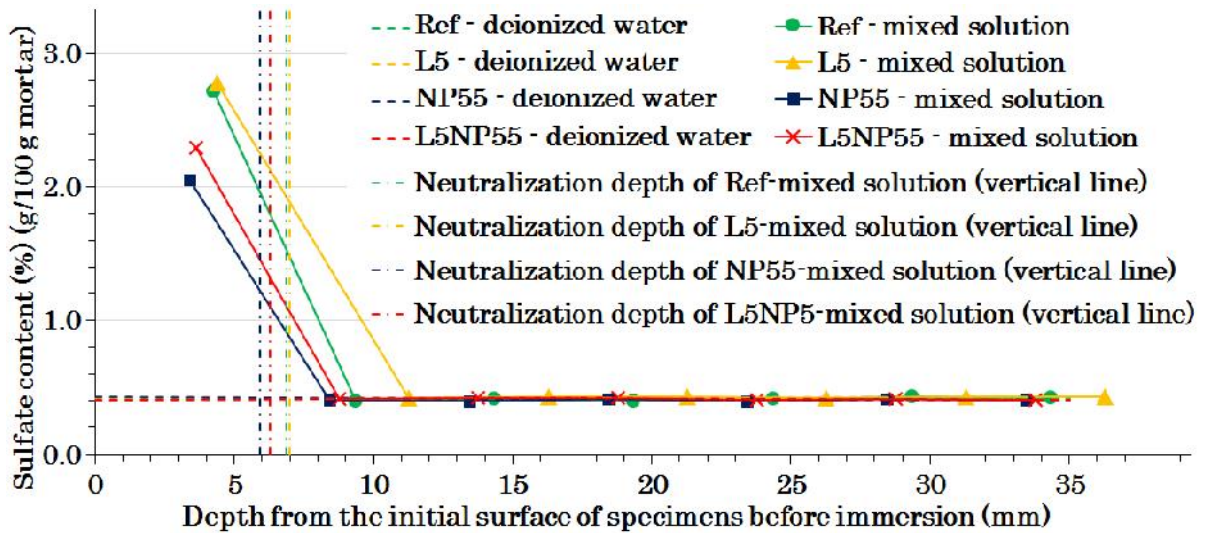 Sulfate content (%) (g/100 g mortar)
3.0
2.0
1.0
0.0
Ref - deionized water
L5 - deionized water
NP55 - deionized water
L5NP55 - deionized water
Ref - mixed solution
L5 - mixed solution
NP55 - mixed solution
L5NP55 - mixed solution
Neutralization depth of Ref-mixed solution (vertical line)
Neutralization depth of L5-mixed solution (vertical line)
Neutralization depth of NP55-mixed solution (vertical line)
Neutralization depth of L5NP5-mixed solution (vertical line)
0 5 10 15 20 25 30 35
Depth from the initial surface of specimens before immersion (mm)